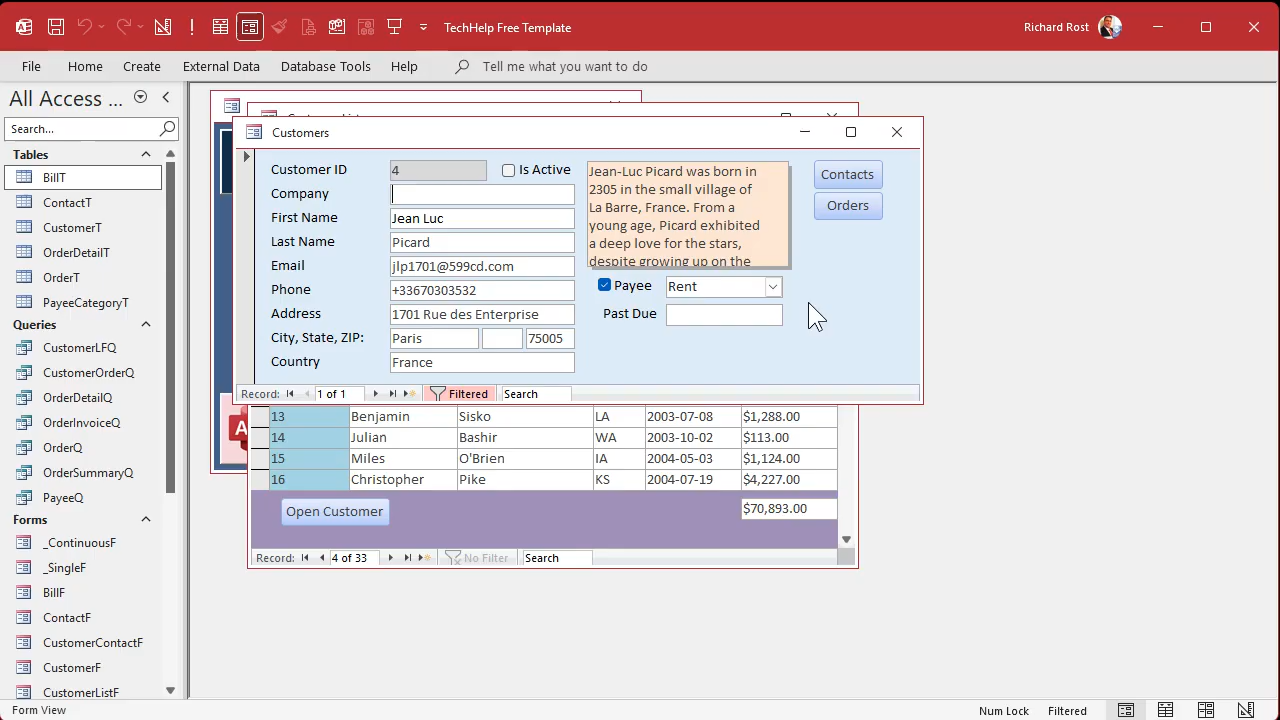 TechHelp Free Template
Richard Rost
File Home Create External Data Database Tools Help Tell me what you want to do
All Access ...
Search...
Tables
BillT
ContactT
CustomerT
OrderDetailT
OrderT
PayeeCategoryT
Queries
CustomerLFQ
CustomerOrderQ
OrderDetailQ
OrderInvoiceQ
OrderQ
OrderSummaryQ
PayeeQ
Forms
_ContinuousF
_SingleF
BillF
ContactF
CustomerContactF
CustomerF
CustomerListF
Customers
Customer ID 4 Is Active
Company
First Name Jean Luc
Last Name Picard
Email jlp1701@599cd.com
Phone +33670303532
Address 1701 Rue des Enterprise
City, State, ZIP: Paris 75005
Country France
Jean-Luc Picard was born in
2305 in the small village of
La Barre, France. From a
young age, Picard exhibited
a deep love for the stars,
despite growing up on the
Payee Rent
Past Due
Contacts
Orders
Record: 1 of 1 Filtered Search
13 Benjamin Sisko LA 2003-07-08 $1,288.00
14 Julian Bashir WA 2003-10-02 $113.00
15 Miles O'Brien IA 2004-05-03 $1,124.00
16 Christopher Pike KS 2004-07-19 $4,227.00
Open Customer $70,893.00
Record: 4 of 33 No Filter Search
Form View Num Lock Filtered